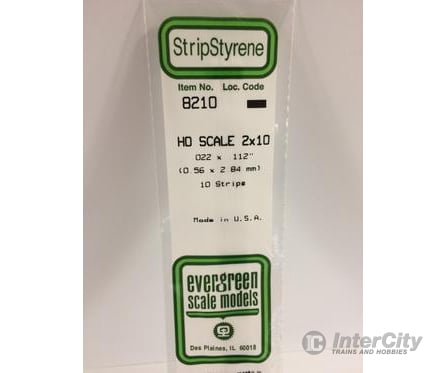 StripStyrene
Item No. Loc. Code
8210
HO SCALE 2x10
.022 x .112"
(0.56 x 2.84 mm)
10 Strips
Made in U.S.A.
evergreen
scale models
Des Plaines, IL 60018
InterCity
TRAINS AND HOBBIES